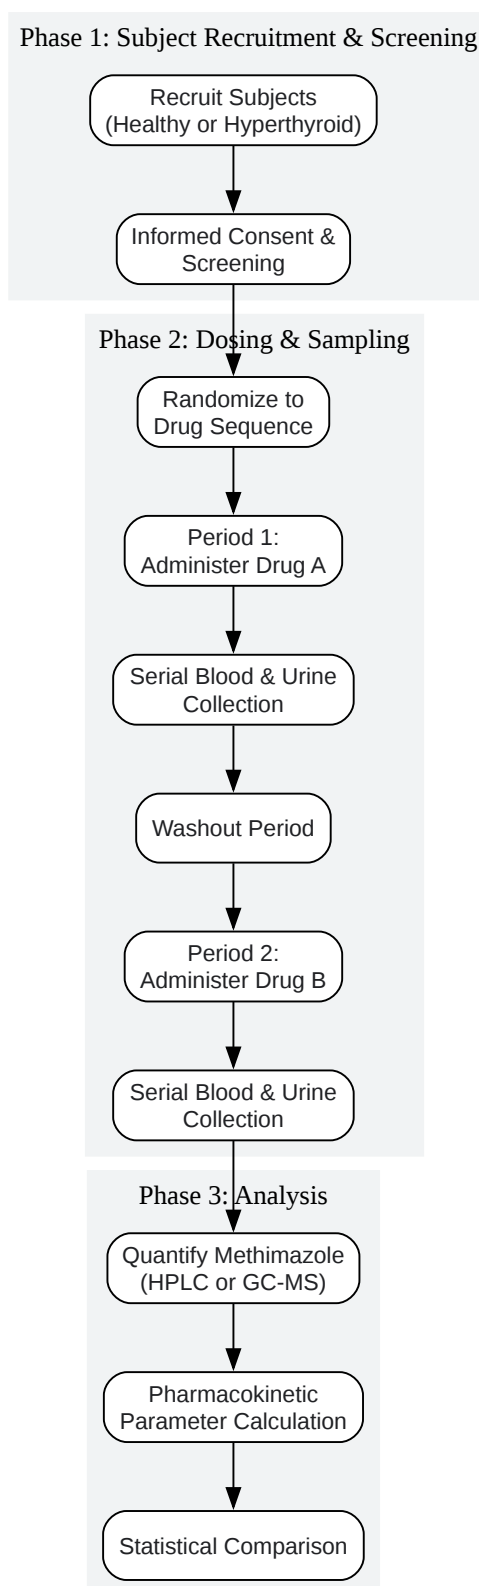 Phase 1: Subject Recruitment & Screening
Recruit Subjects
(Healthy or Hyperthyroid)
Informed Consent &
Screening
Phase 2: Dosing & Sampling
Randomize to
Drug Sequence
Period 1:
Administer Drug A
Serial Blood & Urine
Collection
Washout Period
Period 2:
Administer Drug B
Serial Blood & Urine
Collection
Phase 3: Analysis
Quantify Methimazole
(HPLC or GC-MS)
Pharmacokinetic
Parameter Calculation
Statistical Comparison